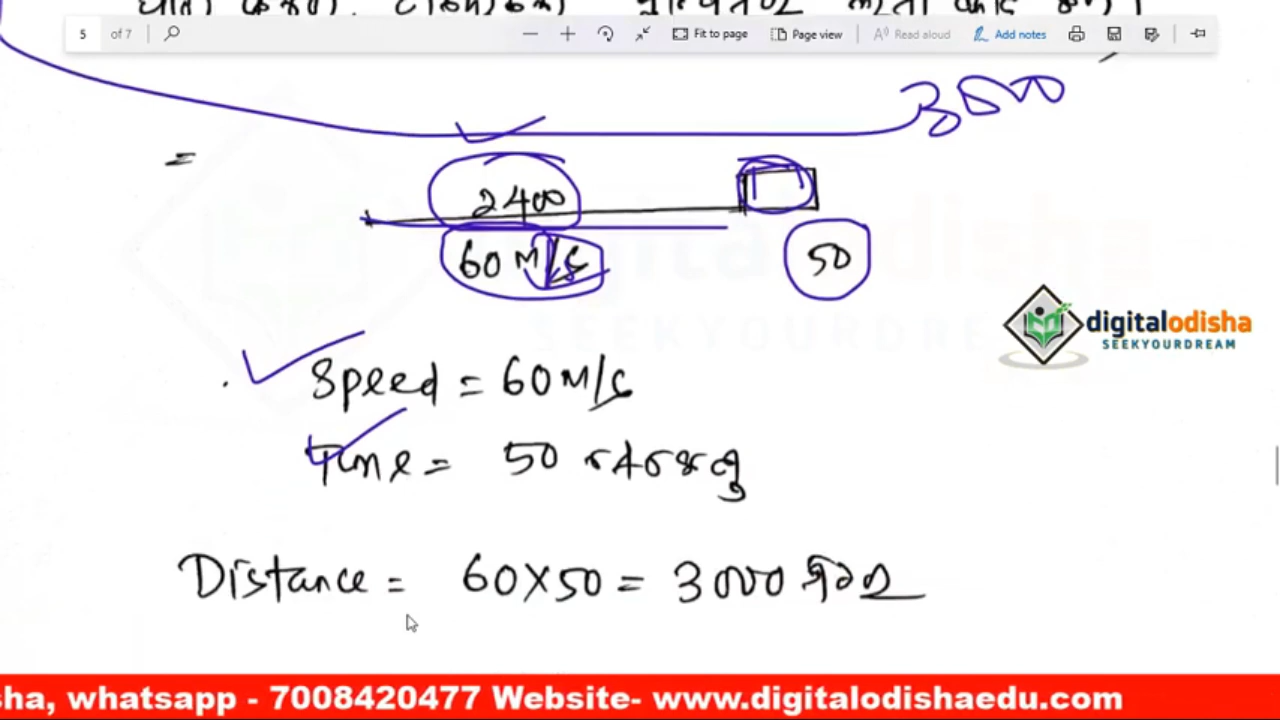 5 of 7 Fit to page Page view Read aloud Add notes
3000
=
2400
60 M/s 50
digitalodisha
SEEKYOURDREAM
Speed = 60 M/s
Time = 50 ସେକେଣ୍ଡ
Distance = 60 X 50 = 3000 ମିଟର
sha, whatsapp - 7008420477 Website- www.digitalodishaedu.com